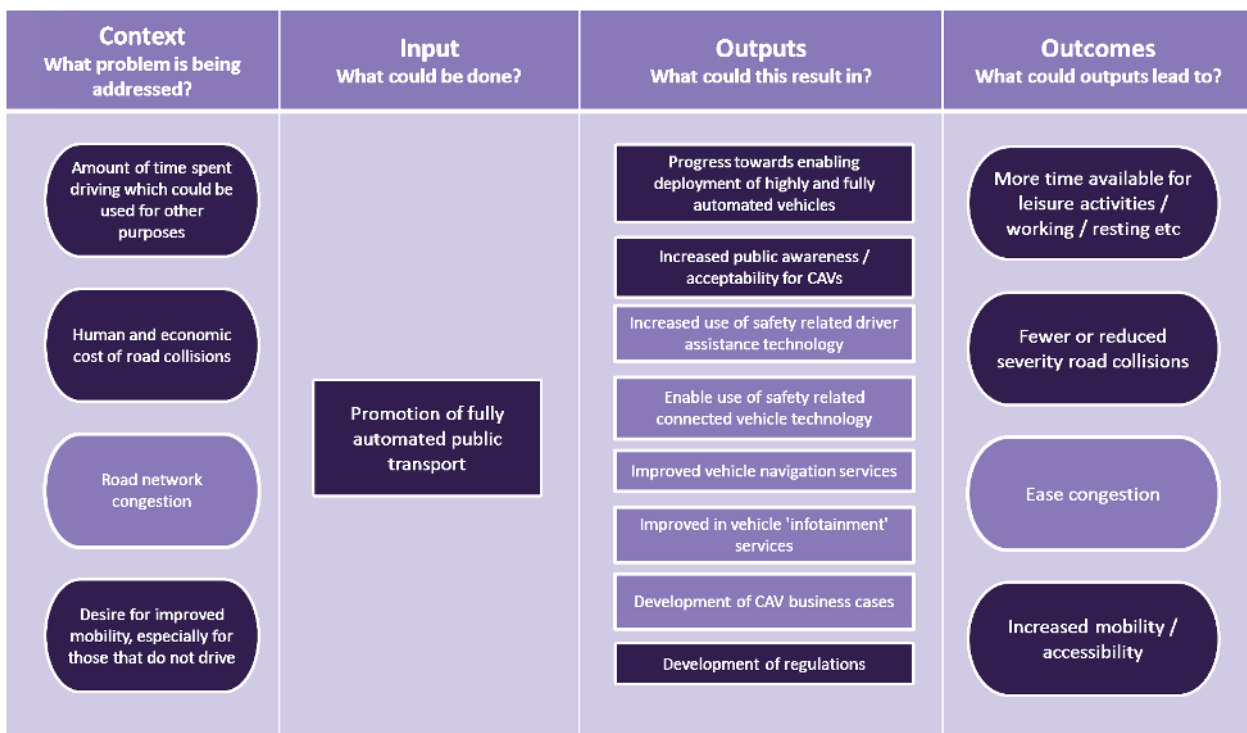 Context
What problem is being
addressed?
Input
What could be done?
Outputs
What could this result in?
Outcomes
What could outputs lead to?
Amount of time spent
driving which could be
used for other
purposes
Human and economic
cost of road collisions
Road network
congestion
Desire for improved
mobility, especially for
those that do not drive
Promotion of fully
automated public
transport
Progress towards enabling
deployment of highly and fully
automated vehicles
Increased public awareness /
acceptability for CAVs
Increased use of safety related driver
assistance technology
Enable use of safety related
connected vehicle technology
Improved vehicle navigation services
Improved in vehicle 'infotainment'
services
Development of CAV business cases
Development of regulations
More time available for
leisure activities /
working / resting etc
Fewer or reduced
severity road collisions
Ease congestion
Increased mobility /
accessibility